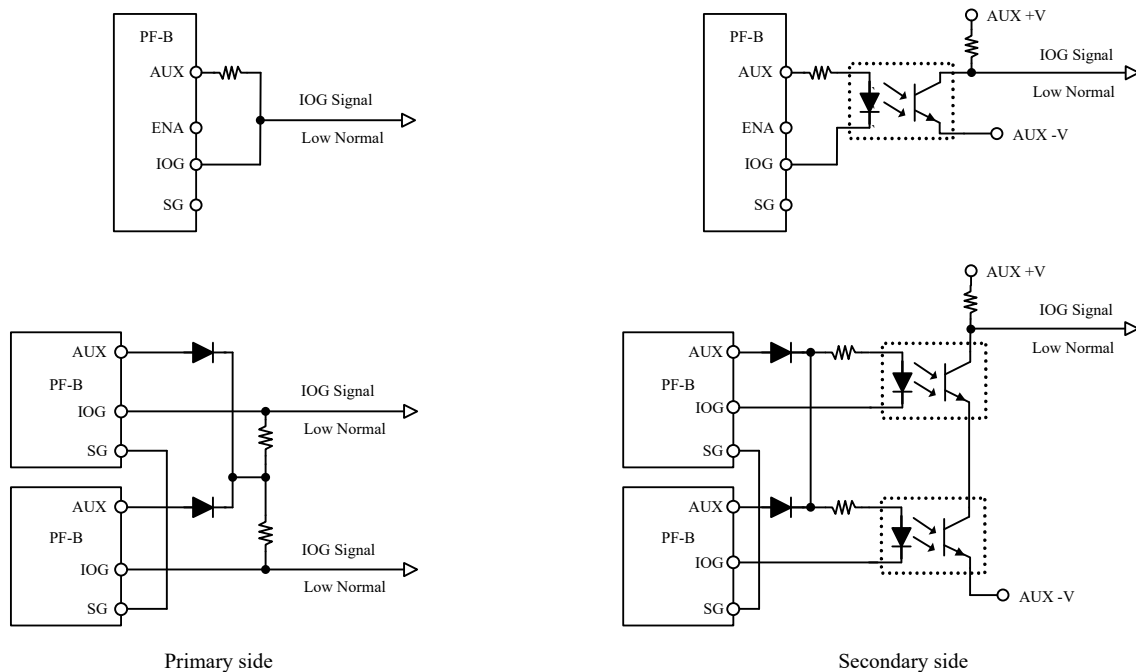 PF-B
AUX
IOG Signal
ENA
Low Normal
IOG
SG
AUX +V
PF-B
IOG Signal
AUX
Low Normal
ENA
AUX -V
IOG
SG
AUX
PF-B
IOG Signal
IOG
Low Normal
SG
AUX
PF-B
IOG Signal
IOG
Low Normal
SG
Primary side
AUX +V
IOG Signal
AUX
Low Normal
PF-B
IOG
SG
AUX
PF-B
IOG
AUX -V
SG
Secondary side